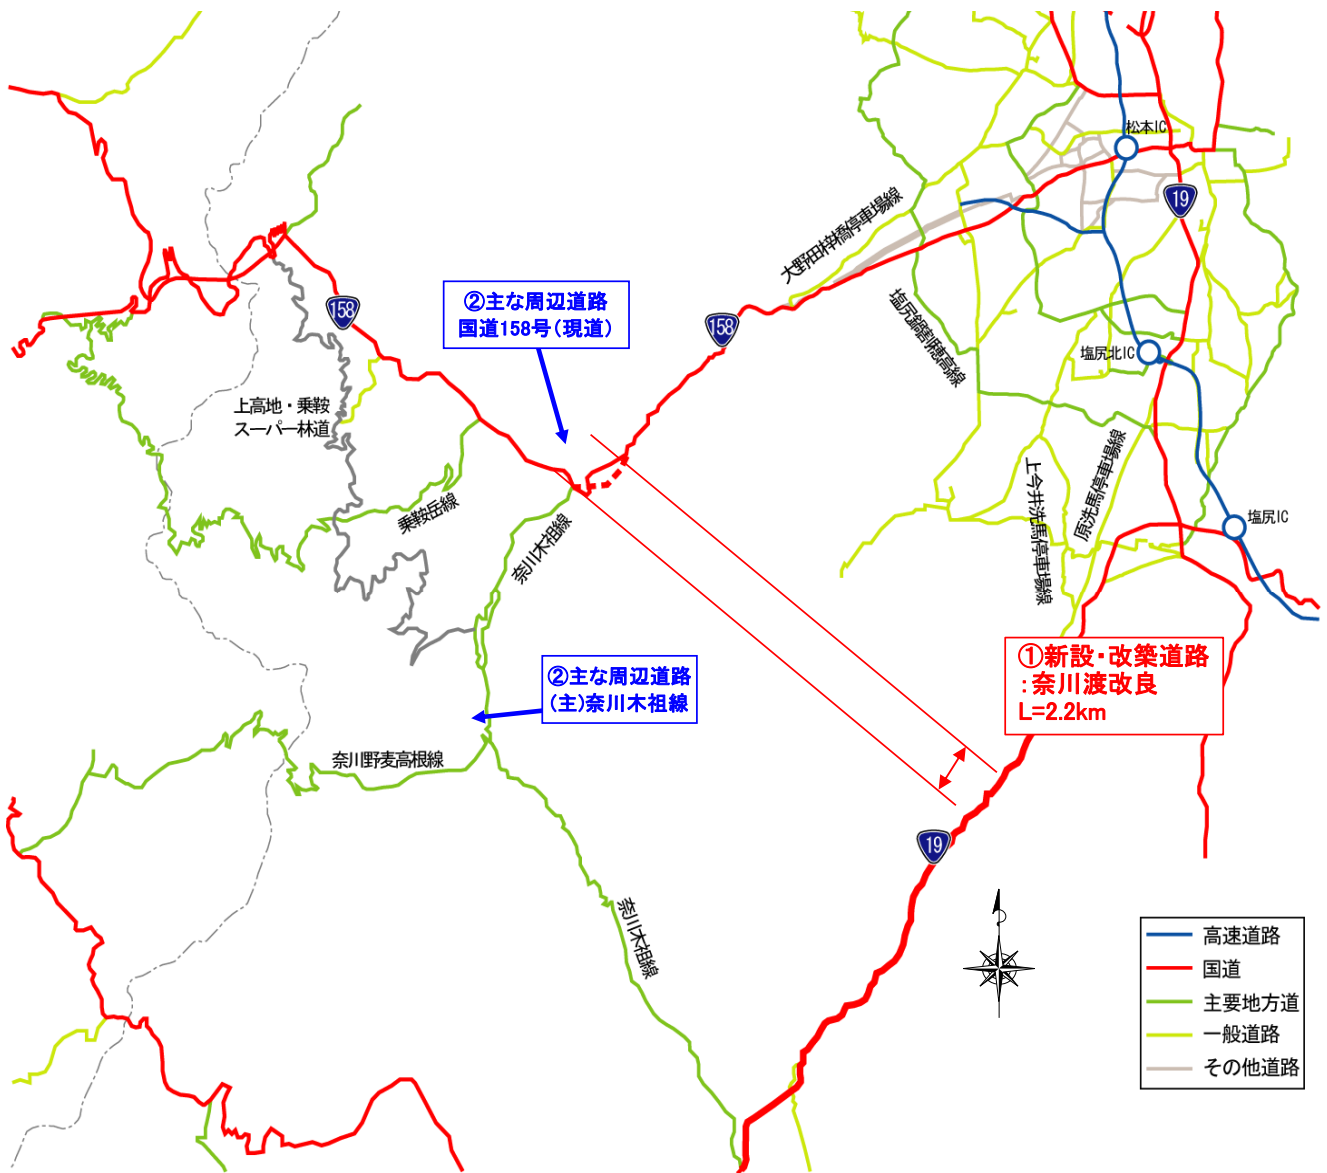 松本IC
19
大野田梓橋停車場線
158
②主な周辺道路
国道158号(現道)
158
塩尻鍋割穂高線
塩尻北IC
上高地・乗鞍
スーパー林道
乗鞍岳線
奈川木祖線
上今井洗馬停車場線
原洗馬停車場線
塩尻IC
①新設・改築道路
:奈川渡改良
L=2.2km
②主な周辺道路
(主)奈川木祖線
奈川野麦高根線
19
奈川木祖線
高速道路
国道
主要地方道
一般道路
その他道路